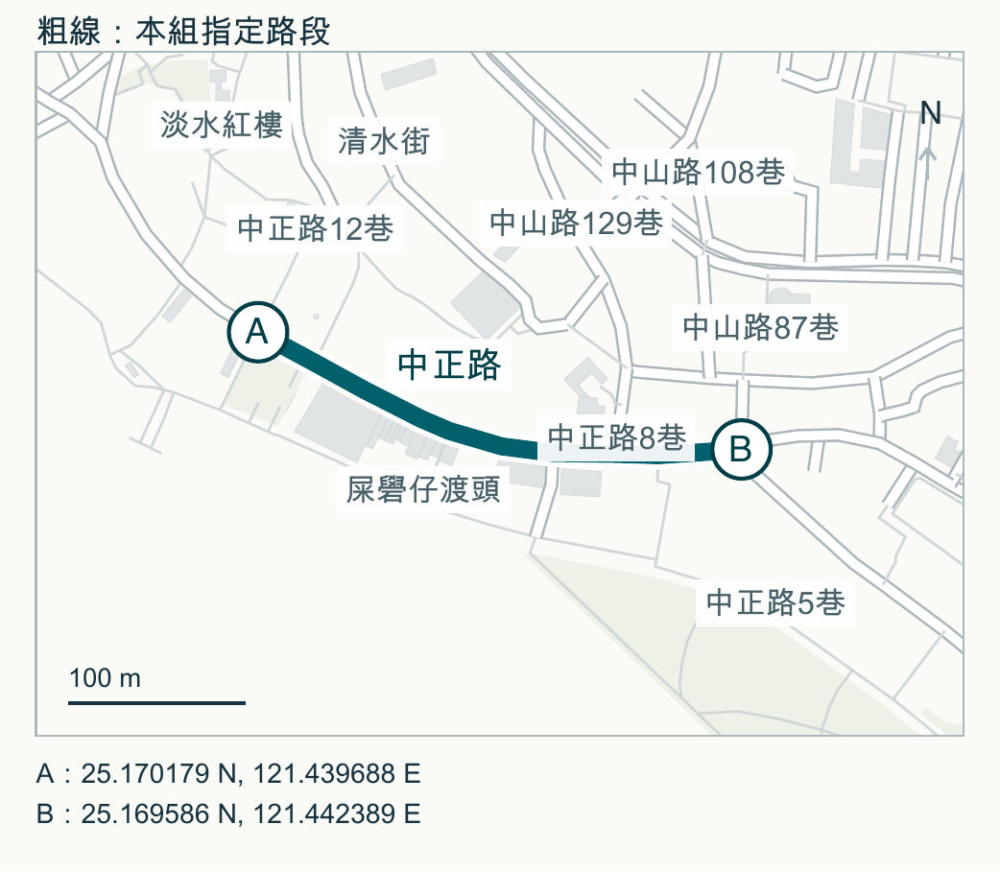 粗線：本組指定路段
N
淡水紅樓
清水街
中山路108巷
中正路12巷
中山路129巷
中山路87巷
A
中正路
中正路8巷
B
屎礐仔渡頭
中正路5巷
100 m
A：25.170179 N, 121.439688 E
B：25.169586 N, 121.442389 E